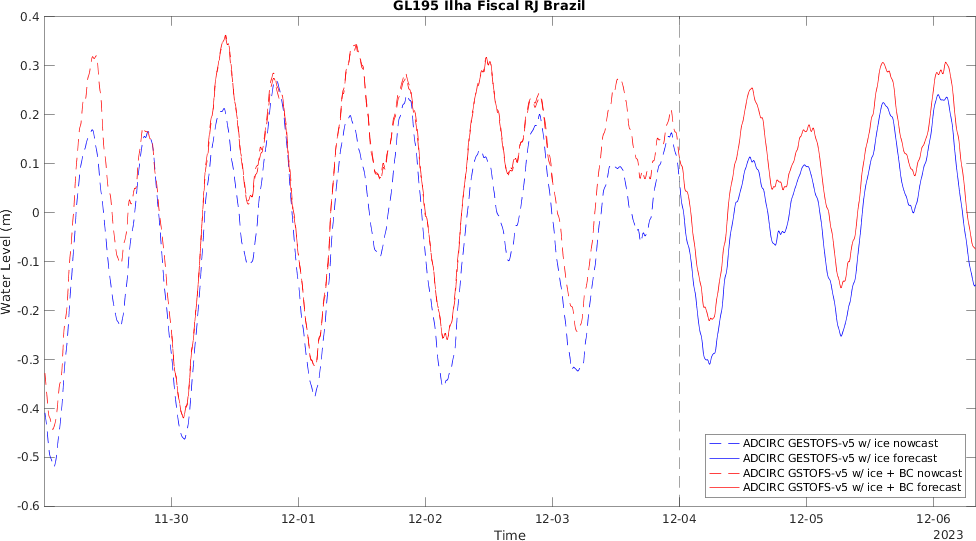 GL195 Ilha Fiscal RJ Brazil
0.4
0.3
0.2
0.1
0
-0.1
-0.2
-0.3
-0.4
-0.5
-0.6
Water Level (m)
ADCIRC GESTOFS-v5 w/ ice nowcast
ADCIRC GESTOFS-v5 w/ ice forecast
ADCIRC GSTOFS-v5 w/ ice + BC nowcast
ADCIRC GSTOFS-v5 w/ ice + BC forecast
11-30 12-01 12-02 12-03 12-04 12-05 12-06
Time
2023